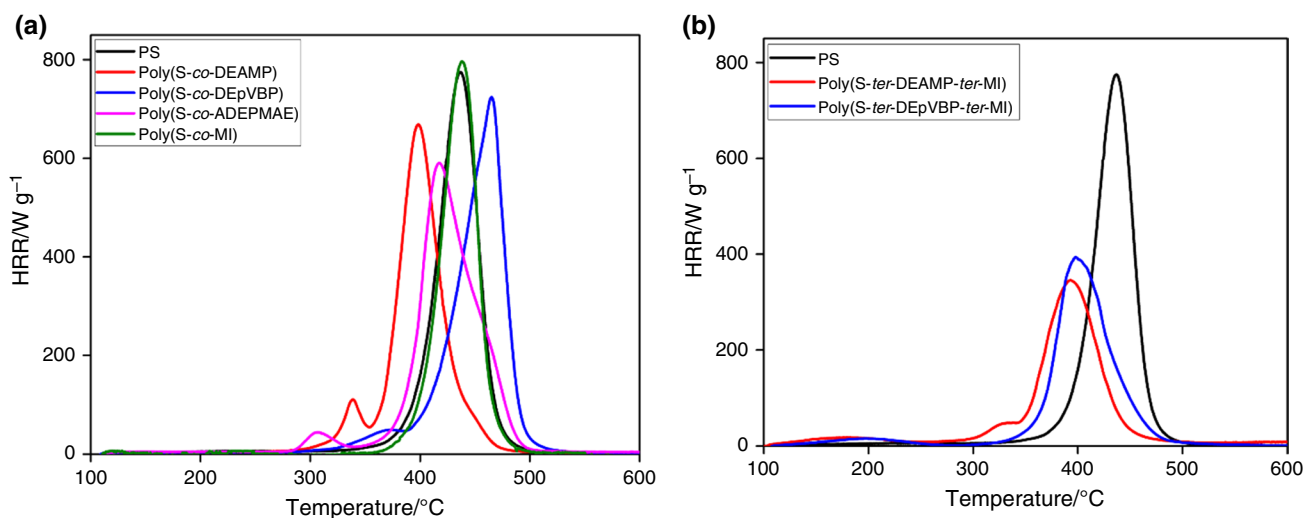 (a)
PS
Poly(S-co-DEAMP)
Poly(S-co-DEpVBP)
Poly(S-co-ADEPMAE)
Poly(S-co-MI)
HRR/W g–1
800
600
400
200
0
100 200 300 400 500 600
Temperature/°C
(b)
PS
Poly(S-ter-DEAMP-ter-MI)
Poly(S-ter-DEpVBP-ter-MI)
HRR/W g–1
800
600
400
200
0
100 200 300 400 500 600
Temperature/°C